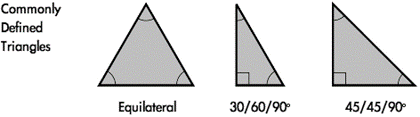 Commonly
Defined
Triangles
Equilateral
30/60/90°
45/45/90°